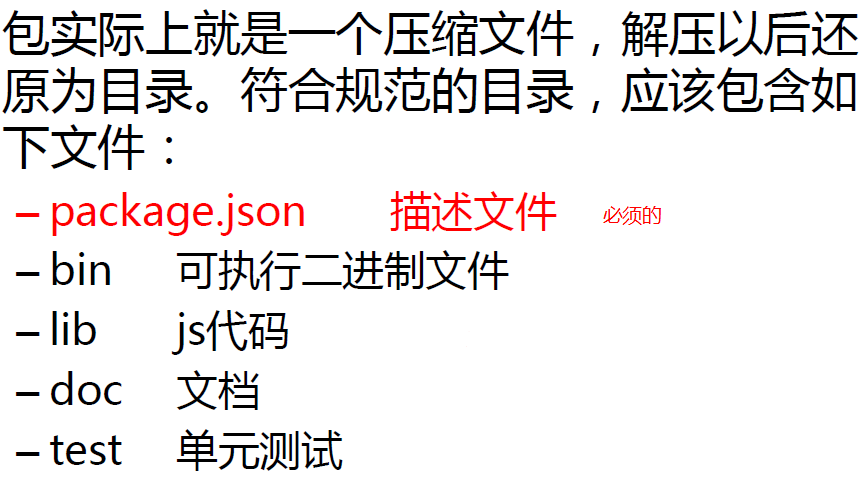 包实际上就是一个压缩文件，解压以后还
原为目录。符合规范的目录，应该包含如
下文件：
– package.json 描述文件 必须的
– bin 可执行二进制文件
– lib js代码
– doc 文档
– test 单元测试